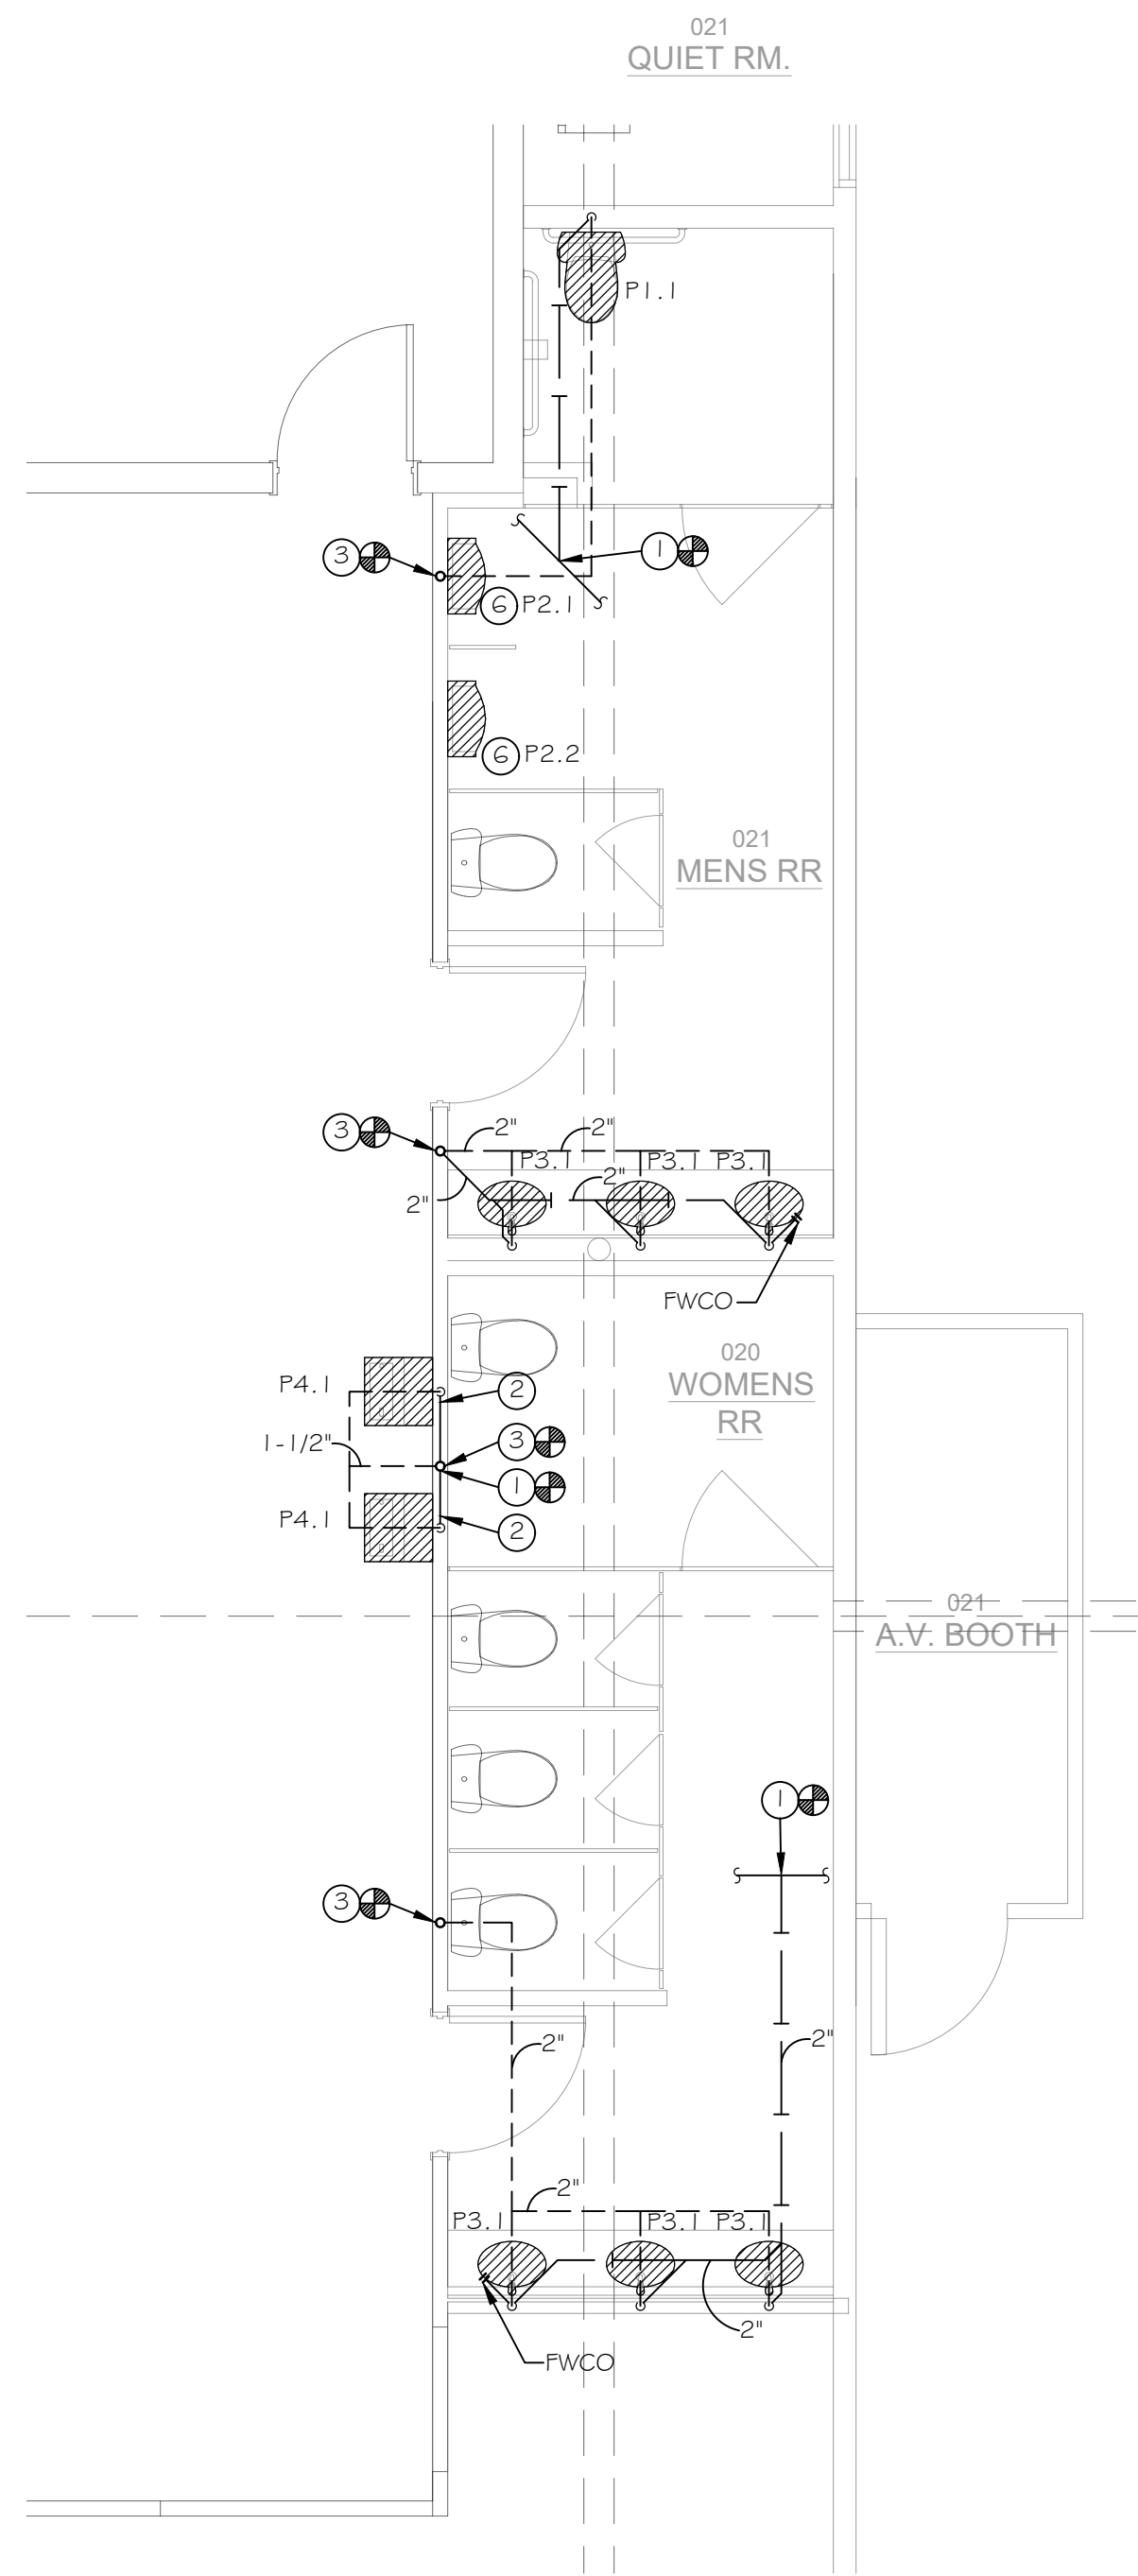 021
QUIET RM.
P1.1
3
1
6 P2.1
6 P2.2
021
MENS RR
3
2"
2"
P3.1
P3.1
P3.1
2"
2"
FWCO
020
WOMENS
RR
P4.1
2
1-1/2"
3
1
P4.1
2
021
A.V. BOOTH
1
3
2"
2"
2"
P3.1
P3.1
P3.1
2"
FWCO